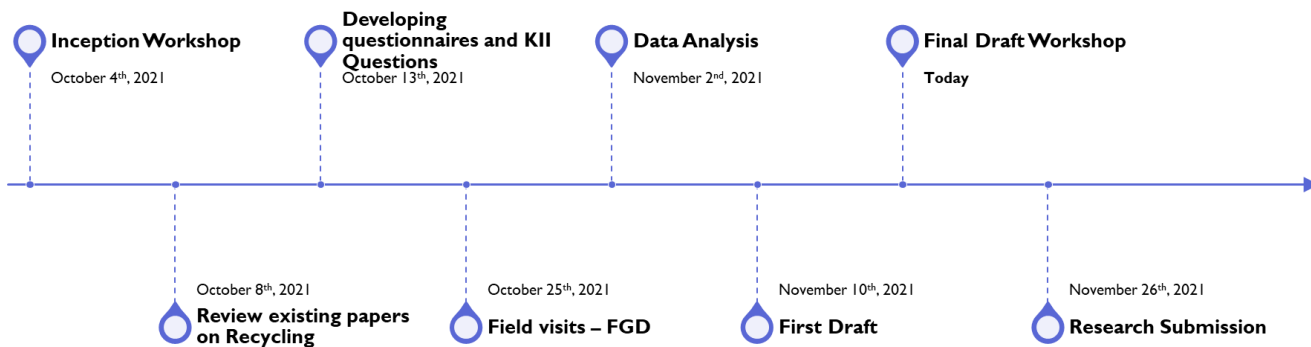 Inception Workshop
October 4th, 2021
Developing
questionnaires and KII
Questions
October 13th, 2021
Data Analysis
November 2nd, 2021
Final Draft Workshop
Today
October 8th, 2021
Review existing papers
on Recycling
October 25th, 2021
Field visits – FGD
November 10th, 2021
First Draft
November 26th, 2021
Research Submission